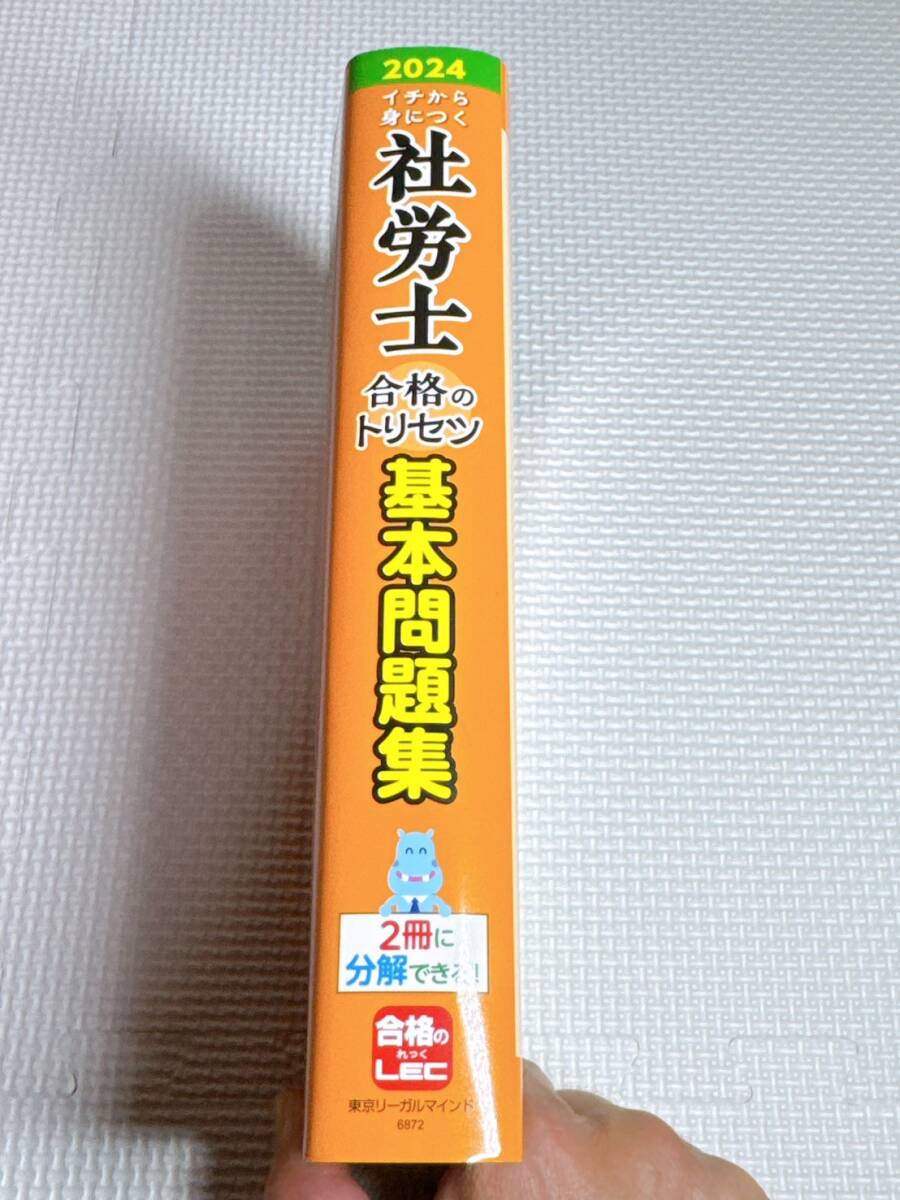 2024
イチから
身につく
社労士
合格の
トリセツ
基本問題集
2冊に
分解できる!
合格の
れっく
LEC
東京リーガルマインド
6872